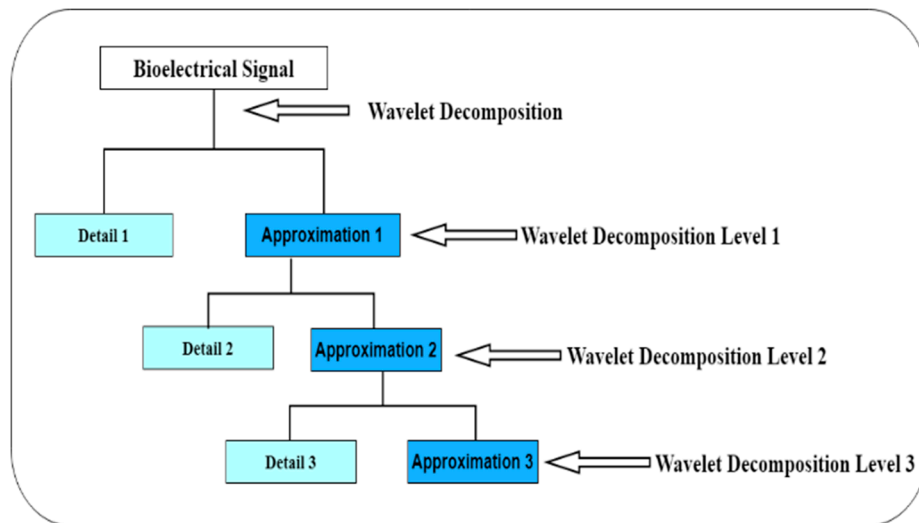 Bioelectrical Signal
Wavelet Decomposition
Detail 1
Approximation 1
Wavelet Decomposition Level 1
Detail 2
Approximation 2
Wavelet Decomposition Level 2
Detail 3
Approximation 3
Wavelet Decomposition Level 3